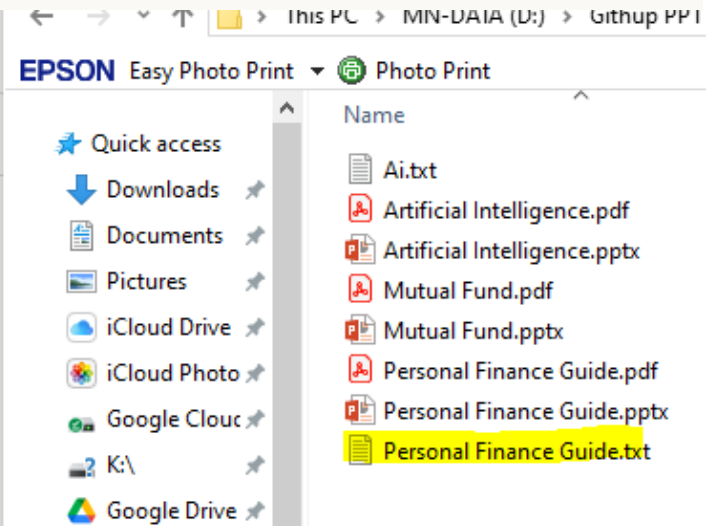 This PC > MN-DATA (D:) > Githup PPT
EPSON Easy Photo Print Photo Print
Quick access
Downloads
Documents
Pictures
iCloud Drive
iCloud Photo
Google Clouc
K:\
Google Drive
Name
Ai.txt
Artificial Intelligence.pdf
Artificial Intelligence.pptx
Mutual Fund.pdf
Mutual Fund.pptx
Personal Finance Guide.pdf
Personal Finance Guide.pptx
Personal Finance Guide.txt